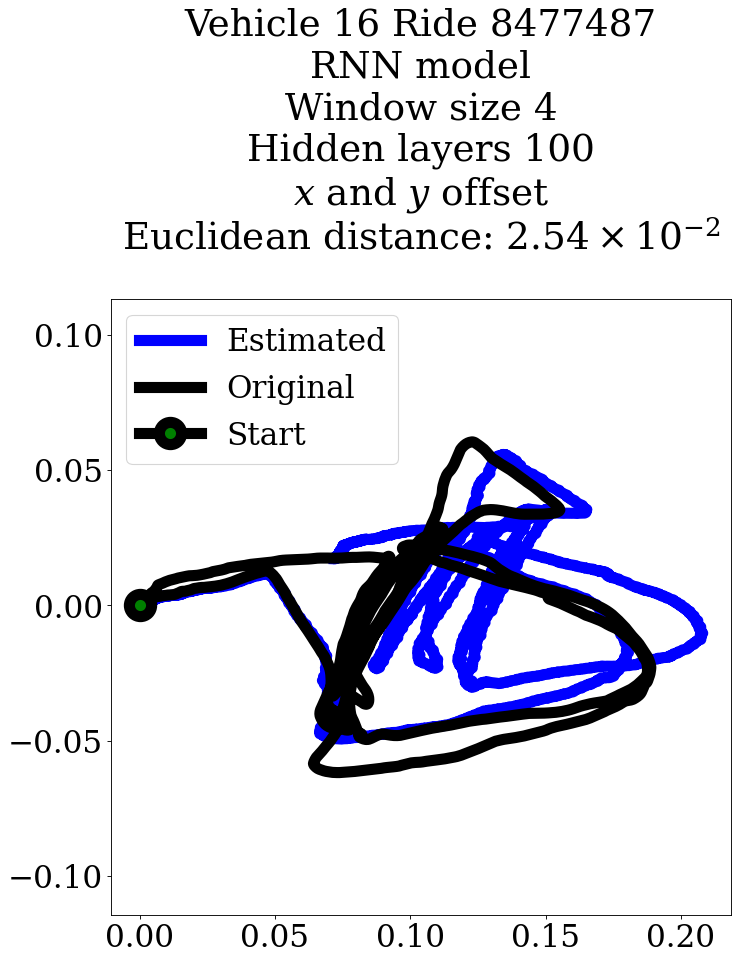 Vehicle 16 Ride 8477487
RNN model
Window size 4
Hidden layers 100
x and y offset
Euclidean distance: 2.54 × 10⁻²
Estimated
Original
Start
0.10
0.05
0.00
−0.05
−0.10
0.00 0.05 0.10 0.15 0.20